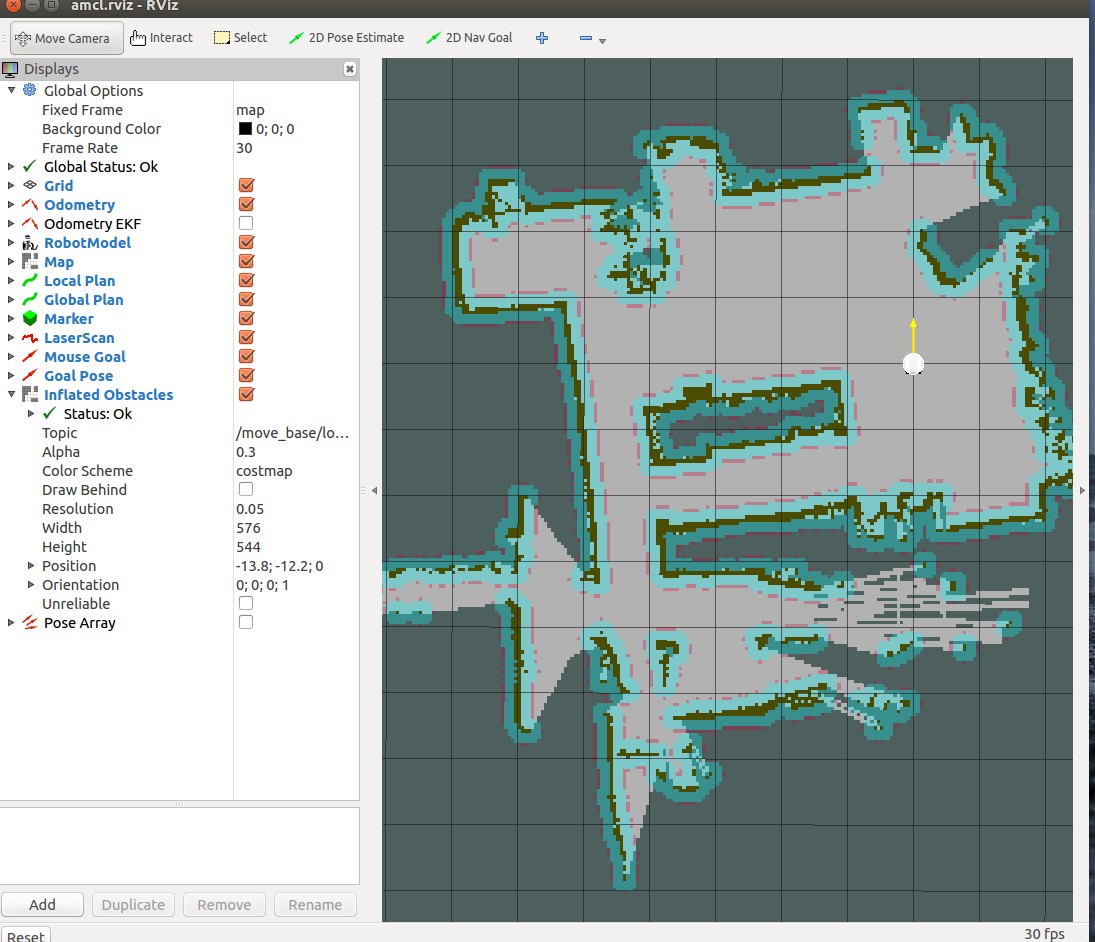 amcl.rviz - RViz
Move Camera Interact Select 2D Pose Estimate 2D Nav Goal
Displays
Global Options
Fixed Frame map
Background Color 0; 0; 0
Frame Rate 30
Global Status: Ok
Grid
Odometry
Odometry EKF
RobotModel
Map
Local Plan
Global Plan
Marker
LaserScan
Mouse Goal
Goal Pose
Inflated Obstacles
Status: Ok
Topic /move_base/lo...
Alpha 0.3
Color Scheme costmap
Draw Behind
Resolution 0.05
Width 576
Height 544
Position -13.8; -12.2; 0
Orientation 0; 0; 0; 1
Unreliable
Pose Array
Add Duplicate Remove Rename
Reset 30 fps